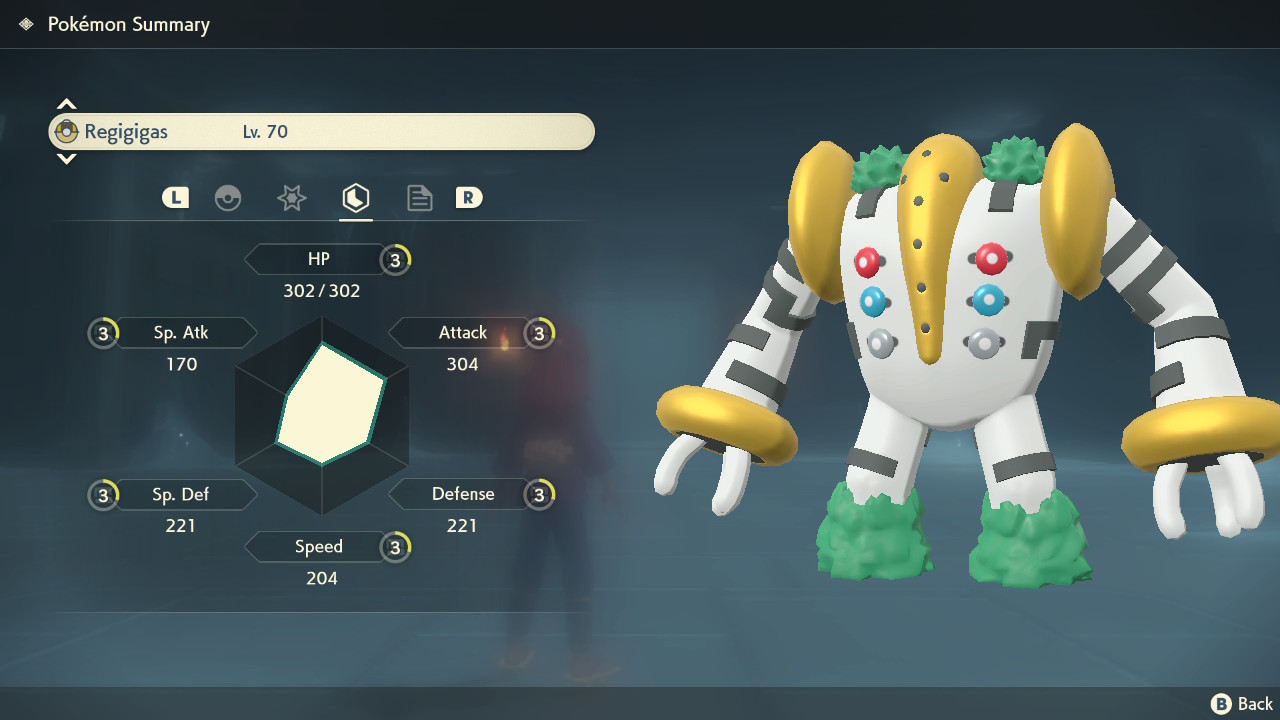 Pokémon Summary
Regigigas Lv. 70
L R
HP 3
302 / 302
3 Sp. Atk
170
Attack 3
304
3 Sp. Def
221
Defense 3
221
Speed 3
204
B Back